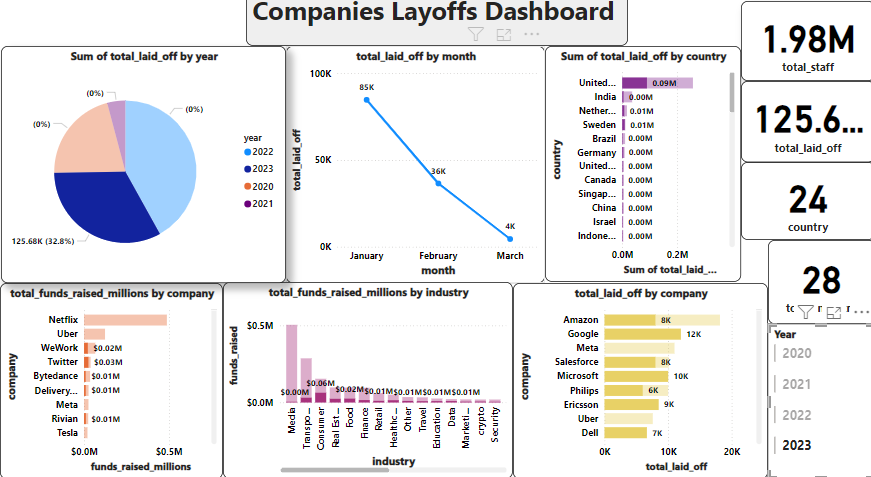 Companies Layoffs Dashboard
1.98M
total_staff
125.6...
total_laid_off
24
country
28
Sum of total_laid_off by year
(0%)
(0%)
(0%)
125.68K (32.8%)
year
2022
2023
2020
2021
total_laid_off by month
100K
50K
0K
total_laid_off
85K
36K
4K
January
February
March
month
Sum of total_laid_off by country
country
United...
0.09M
India
0.00M
Nether...
0.01M
Sweden
0.01M
Brazil
0.00M
Germany
0.00M
United...
0.00M
Canada
0.00M
Singap...
0.00M
China
0.00M
Israel
0.00M
Indone...
0.00M
0.0M
0.2M
Sum of total_laid_...
total_funds_raised_millions by company
company
Netflix
Uber
WeWork
$0.02M
Twitter
$0.03M
Bytedance
$0.01M
Delivery...
$0.01M
Meta
Rivian
$0.01M
Tesla
$0.0M
$0.5M
funds_raised_millions
total_funds_raised_millions by industry
funds_raised
$0.5M
$0.0M
$0.00M
$0.06M
$0.02M
$0.01M
$0.01M
$0.01M
$0.01M
Media
Transpo...
Consumer
Real Est...
Food
Finance
Retail
Healthc...
Other
Travel
Education
Data
Marketi...
crypto
Security
industry
total_laid_off by company
company
Amazon
8K
Google
12K
Meta
Salesforce
8K
Microsoft
10K
Philips
6K
Ericsson
9K
Uber
Dell
7K
0K
10K
20K
total_laid_off
Year
2020
2021
2022
2023